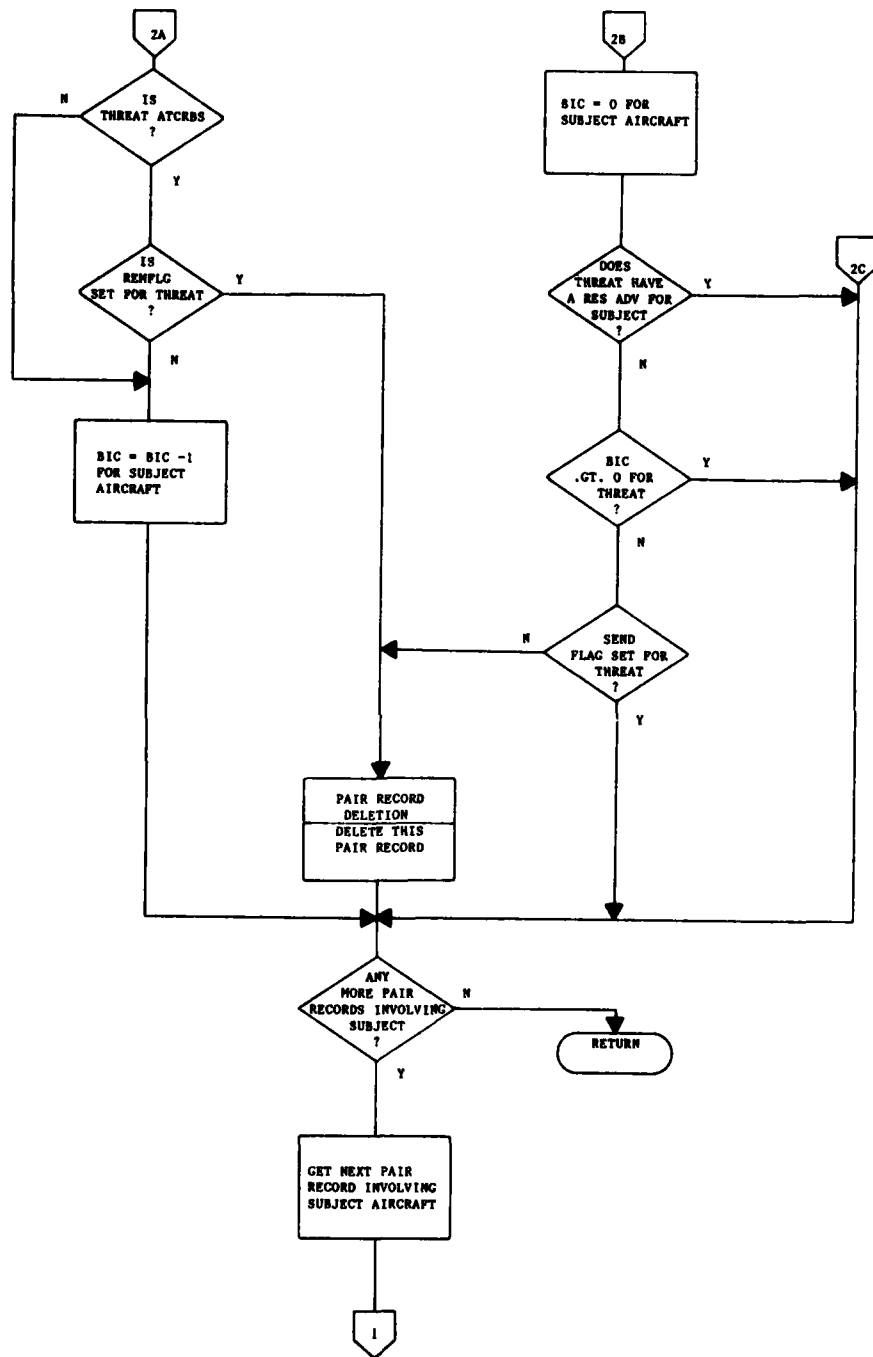 2A
IS
THREAT ATCRBS
?
N
Y
IS
REMFLG
SET FOR THREAT
?
Y
N
BIC = BIC -1
FOR SUBJECT
AIRCRAFT
2B
BIC = 0 FOR
SUBJECT AIRCRAFT
DOES
THREAT HAVE
A RES ADV FOR
SUBJECT
?
Y
N
2C
BIC
.GT. 0 FOR
THREAT
?
Y
N
SEND
FLAG SET FOR
THREAT
?
N
Y
PAIR RECORD
DELETION
DELETE THIS
PAIR RECORD
ANY
MORE PAIR
RECORDS INVOLVING
SUBJECT
?
N
Y
RETURN
GET NEXT PAIR
RECORD INVOLVING
SUBJECT AIRCRAFT
1